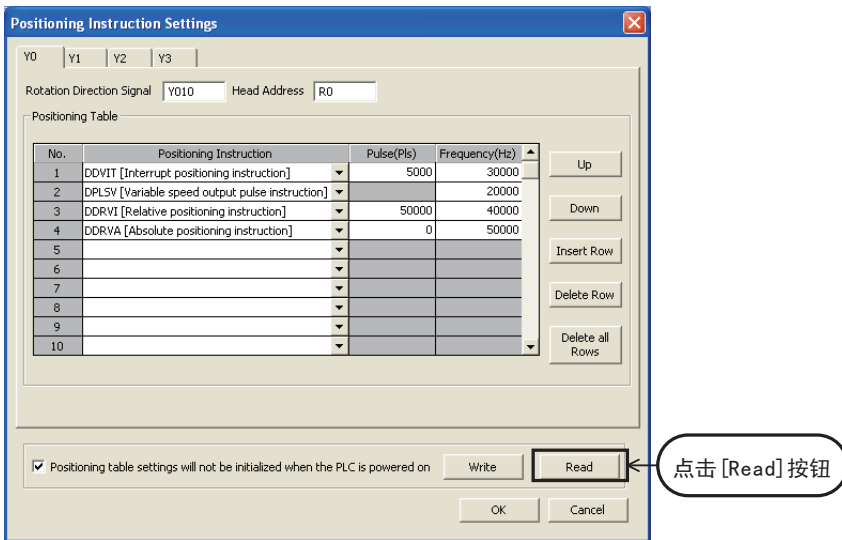 Positioning Instruction Settings
Y0 Y1 Y2 Y3
Rotation Direction Signal Y010 Head Address R0
Positioning Table
No. Positioning Instruction Pulse(Pls) Frequency(Hz)
1 DDVIT [Interrupt positioning instruction] 5000 30000
2 DPLSV [Variable speed output pulse instruction] 20000
3 DDRVI [Relative positioning instruction] 50000 40000
4 DDRVA [Absolute positioning instruction] 0 50000
5
6
7
8
9
10
Up
Down
Insert Row
Delete Row
Delete all
Rows
Positioning table settings will not be initialized when the PLC is powered on Write Read
点击[Read]按钮
OK Cancel